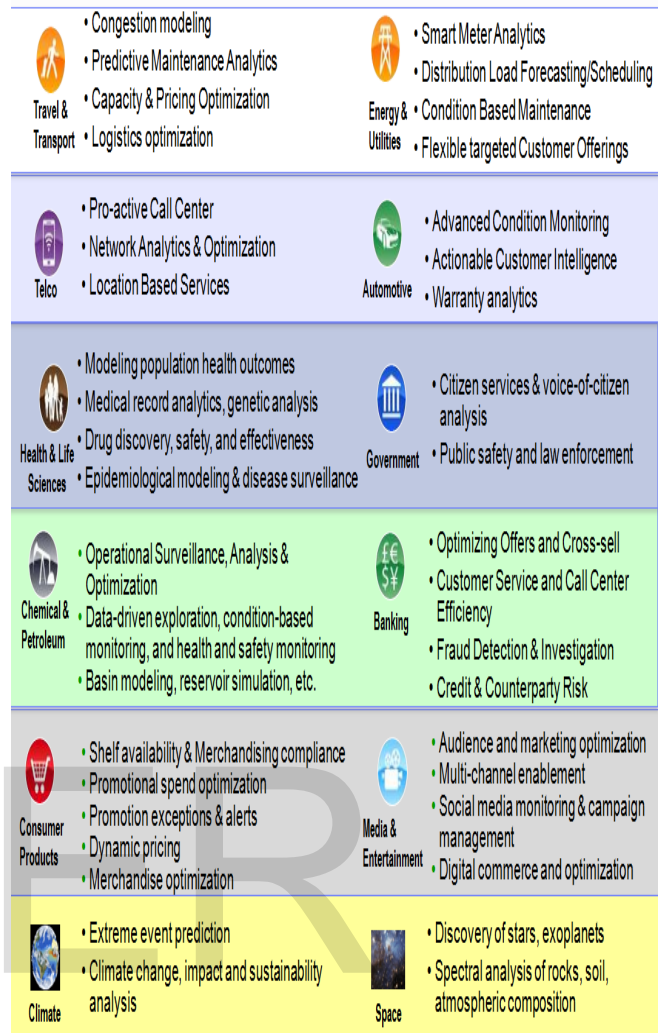 • Congestion modeling
• Predictive Maintenance Analytics
• Capacity & Pricing Optimization
• Logistics optimization
Travel &
Transport
• Smart Meter Analytics
• Distribution Load Forecasting/Scheduling
• Condition Based Maintenance
• Flexible targeted Customer Offerings
Energy &
Utilities
• Pro-active Call Center
• Network Analytics & Optimization
• Location Based Services
Telco
• Advanced Condition Monitoring
• Actionable Customer Intelligence
• Warranty analytics
Automotive
• Modeling population health outcomes
• Medical record analytics, genetic analysis
• Drug discovery, safety, and effectiveness
• Epidemiological modeling & disease surveillance
Health & Life
Sciences
• Citizen services & voice-of-citizen
analysis
• Public safety and law enforcement
Government
• Operational Surveillance, Analysis &
Optimization
• Data-driven exploration, condition-based
monitoring, and health and safety monitoring
• Basin modeling, reservoir simulation, etc.
Chemical &
Petroleum
£€
$¥
• Optimizing Offers and Cross-sell
• Customer Service and Call Center
Efficiency
• Fraud Detection & Investigation
• Credit & Counterparty Risk
Banking
• Shelf availability & Merchandising compliance
• Promotional spend optimization
• Promotion exceptions & alerts
• Dynamic pricing
• Merchandise optimization
Consumer
Products
• Audience and marketing optimization
• Multi-channel enablement
• Social media monitoring & campaign
management
• Digital commerce and optimization
Media &
Entertainment
ER
• Extreme event prediction
• Climate change, impact and sustainability
analysis
Climate
• Discovery of stars, exoplanets
• Spectral analysis of rocks, soil,
atmospheric composition
Space